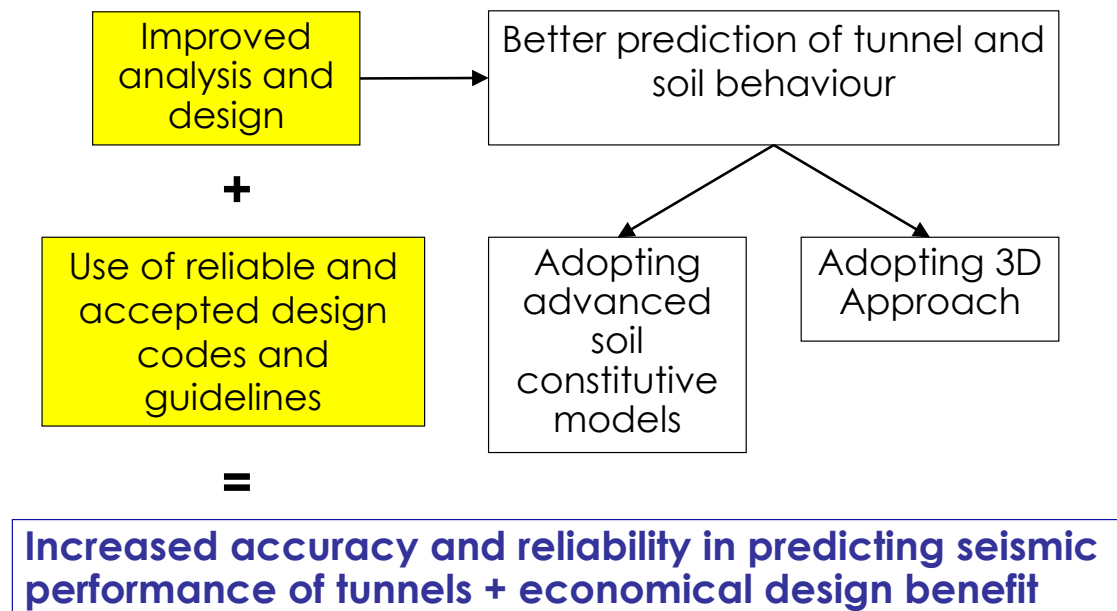 Improved
analysis and
design
Better prediction of tunnel and
soil behaviour
+
Use of reliable and
accepted design
codes and
guidelines
Adopting
advanced
soil
constitutive
models
Adopting 3D
Approach
=
Increased accuracy and reliability in predicting seismic
performance of tunnels + economical design benefit